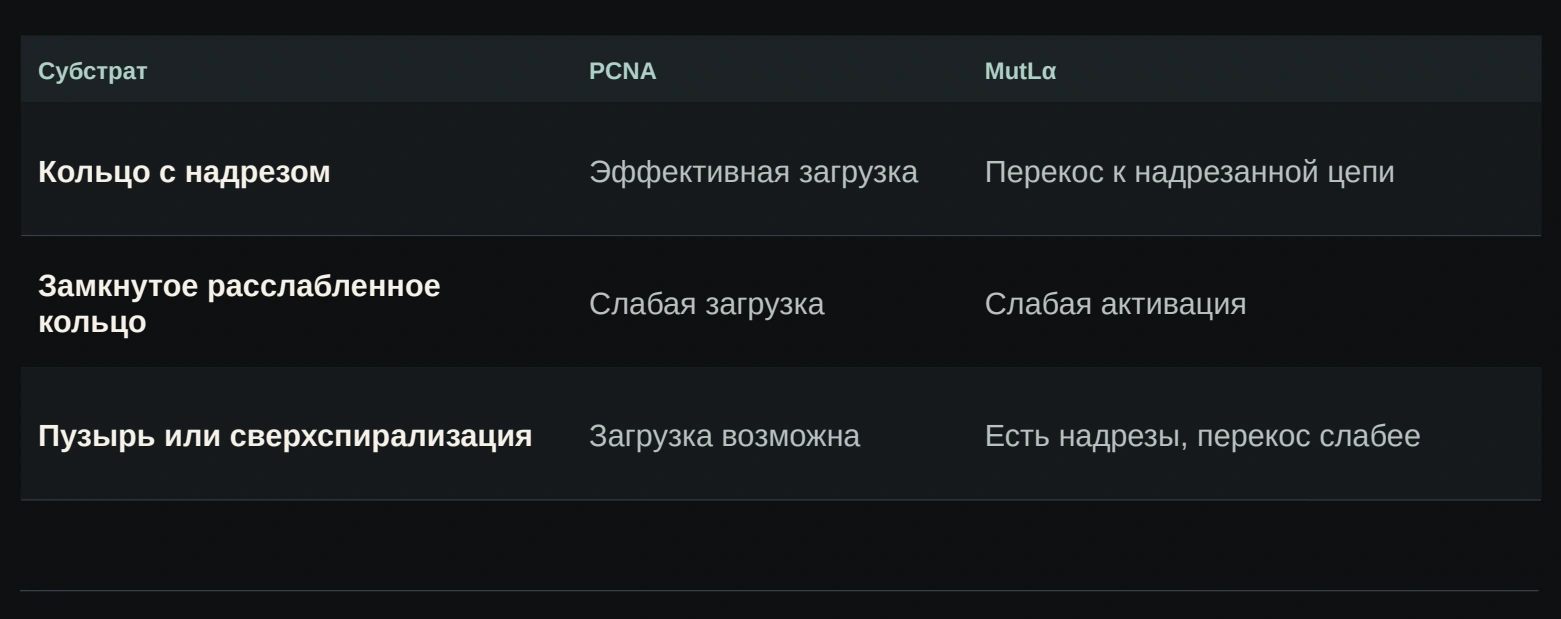 Субстрат PCNA MutLα
Кольцо с надрезом Эффективная загрузка Перекос к надрезанной цепи
Замкнутое расслабленное
кольцо Слабая загрузка Слабая активация
Пузырь или сверхспирализация Загрузка возможна Есть надрезы, перекос слабее